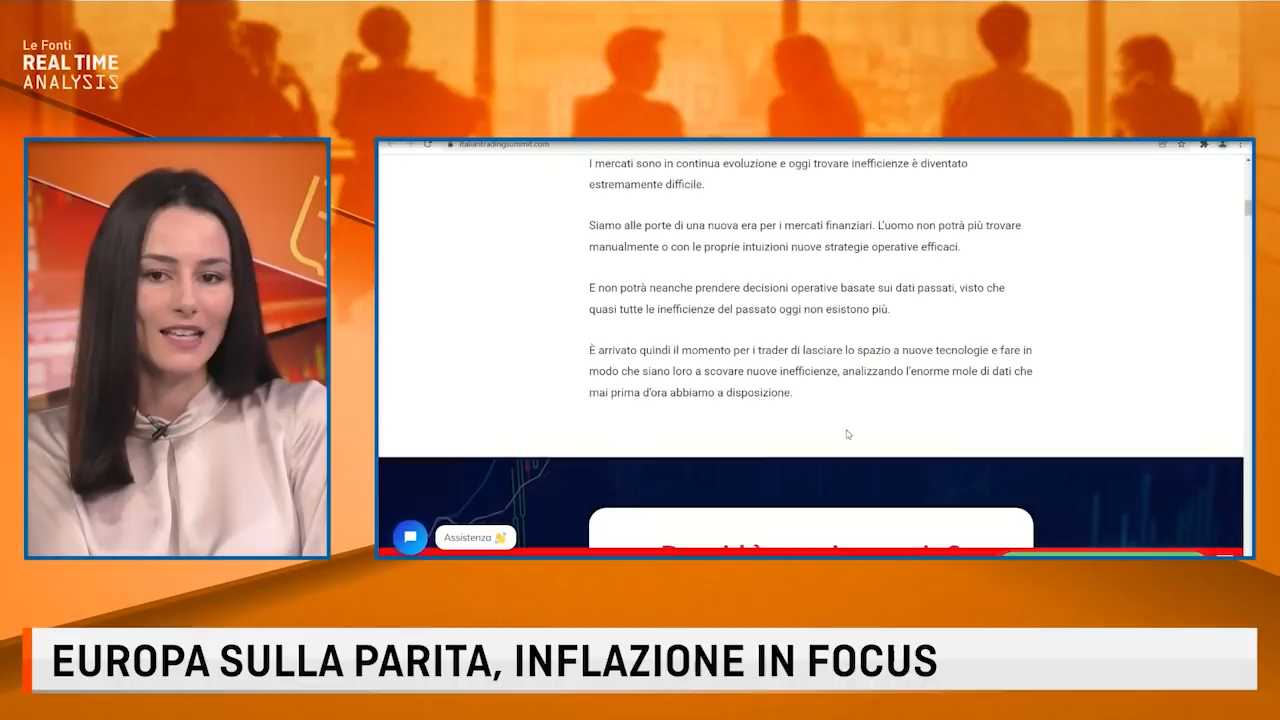 Le Fonti
REAL TIME
ANALYSIS
italiantradingsummit.com
I mercati sono in continua evoluzione e oggi trovare inefficienze è diventato
estremamente difficile.
Siamo alle porte di una nuova era per i mercati finanziari. L'uomo non potrà più trovare
manualmente o con le proprie intuizioni nuove strategie operative efficaci.
E non potrà neanche prendere decisioni operative basate sui dati passati, visto che
quasi tutte le inefficienze del passato oggi non esistono più.
È arrivato quindi il momento per i trader di lasciare lo spazio a nuove tecnologie e fare in
modo che siano loro a scovare nuove inefficienze, analizzando l'enorme mole di dati che
mai prima d'ora abbiamo a disposizione.
Assistenza 👋
EUROPA SULLA PARITA, INFLAZIONE IN FOCUS